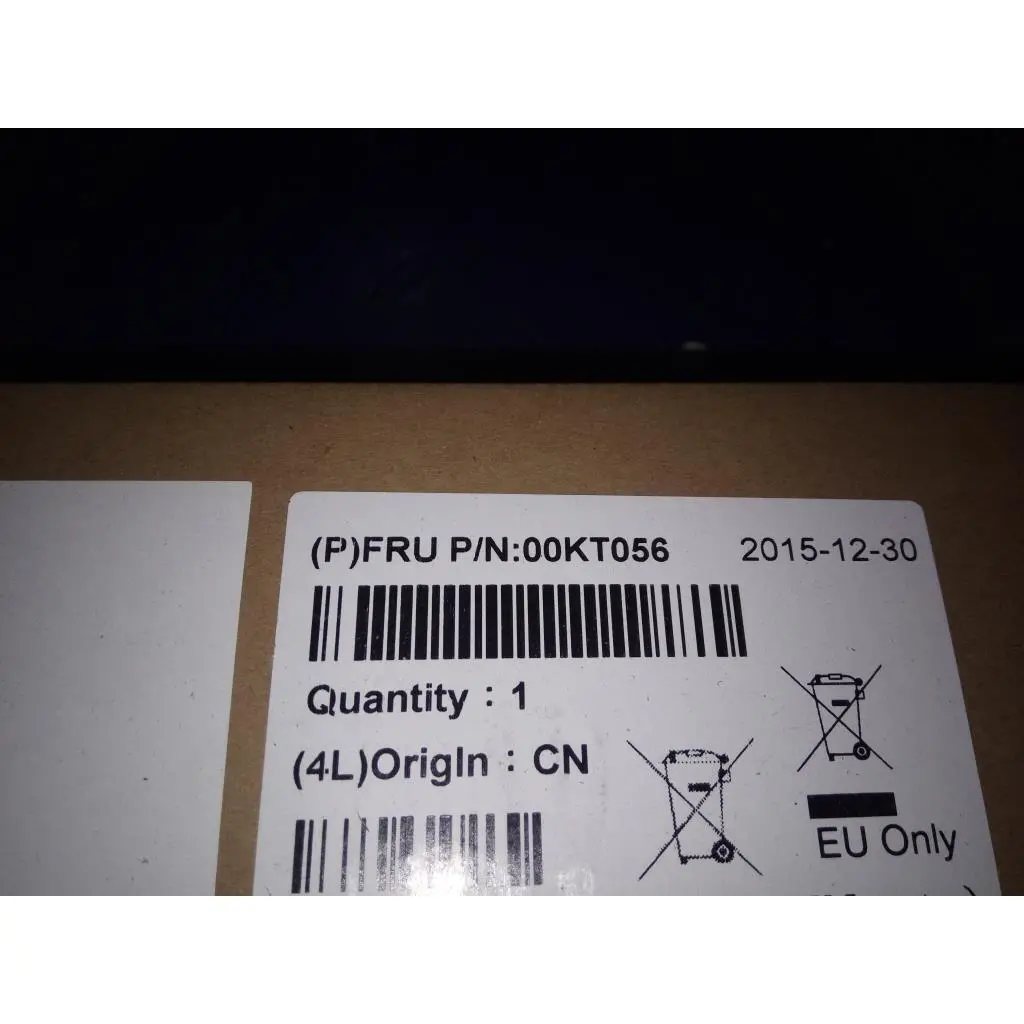 (P)FRU P/N:00KT056 2015-12-30
Quantity : 1
(4L)OrigIn : CN
EU Only